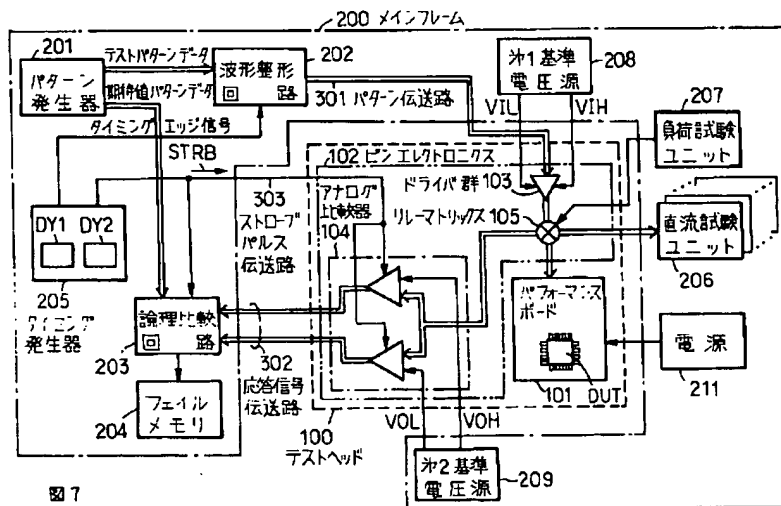 200 メインフレーム
201
パターン
発生器
テストパターンデータ
期待値パターンデータ
202
波形整形
回路
301 パターン伝送路
タイミングエッジ信号
STRB
208
第1基準
電圧源
VIL
VIH
207
負荷試験
ユニット
102 ピンエレクトロニクス
ドライバ群 103
リレーマトリックス 105
直流試験
ユニット
206
303
ストローブ
パルス
伝送路
アナログ
比較器
104
DY1
DY2
205
タイミング
発生器
論理比較
回路
203
302
応答信号
伝送路
フェイル
メモリ
204
パフォーマンス
ボード
101
DUT
電源
211
100
テストヘッド
VOL
VOH
第2基準
電圧源
209
図7